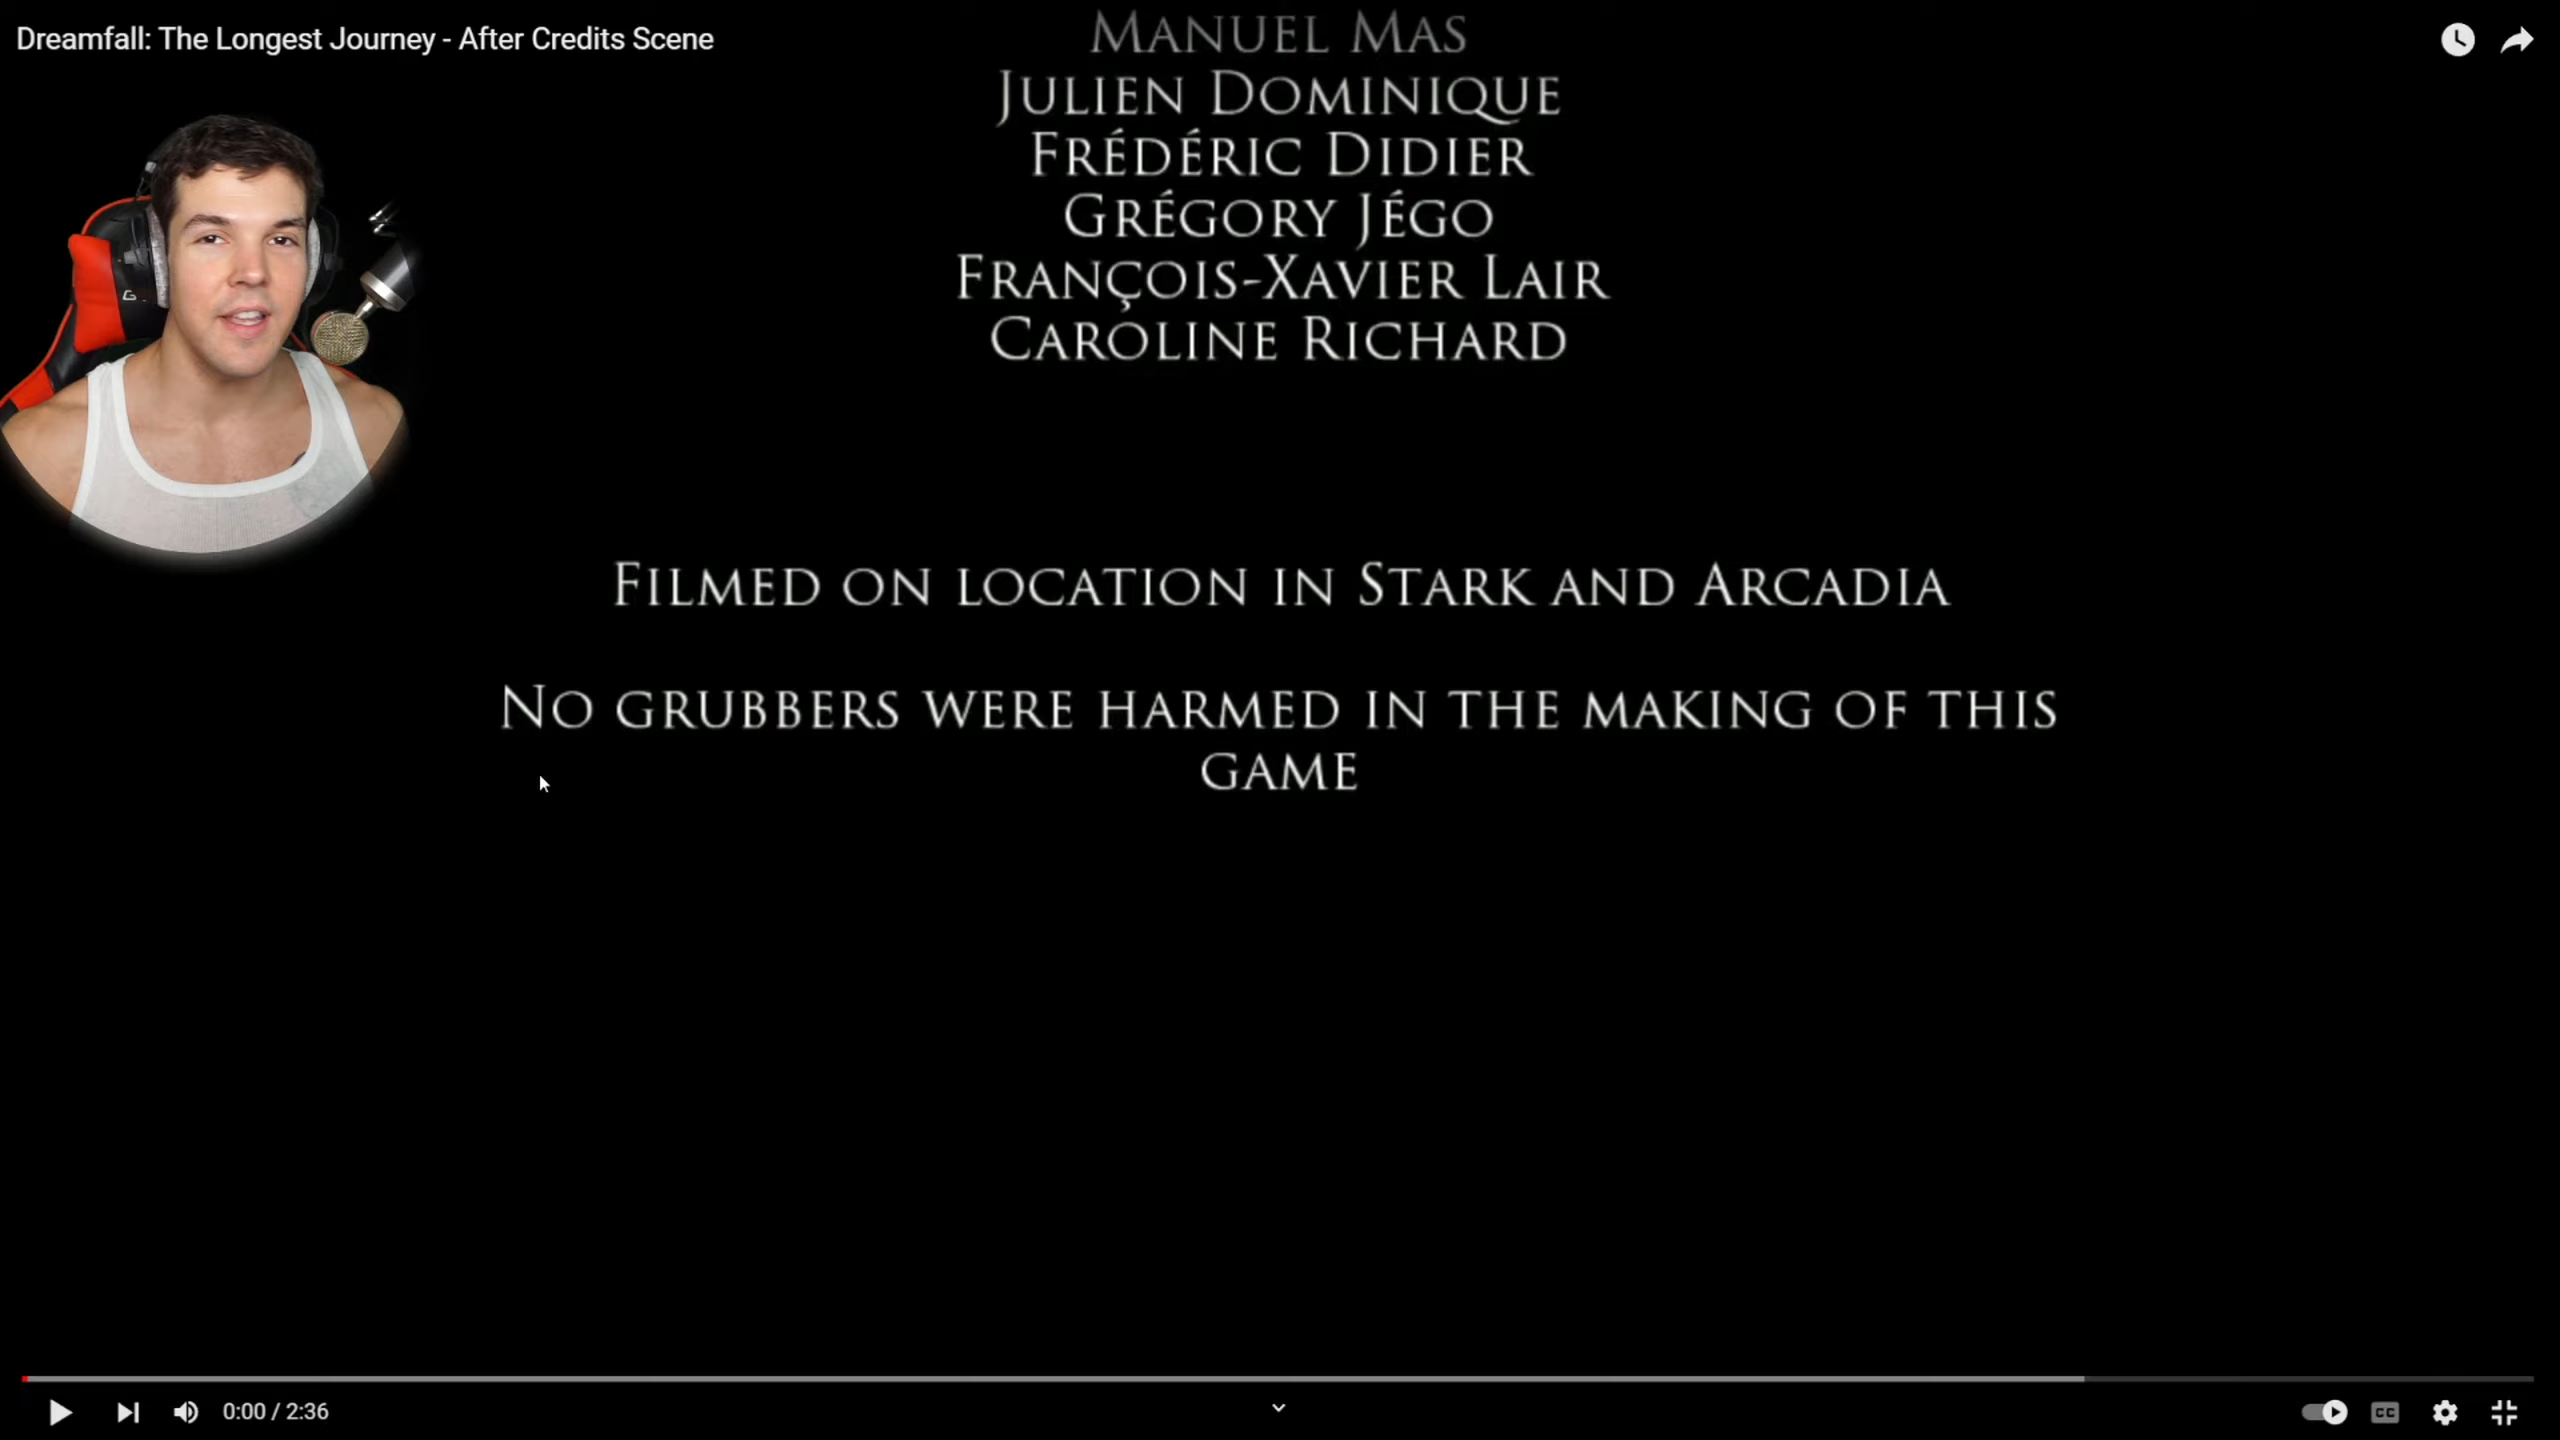 Dreamfall: The Longest Journey - After Credits Scene
Manuel Mas
Julien Dominique
Frédéric Didier
Grégory Jégo
François-Xavier Lair
Caroline Richard
Filmed on location in Stark and Arcadia
No grubbers were harmed in the making of this
game
0:00 / 2:36
CC